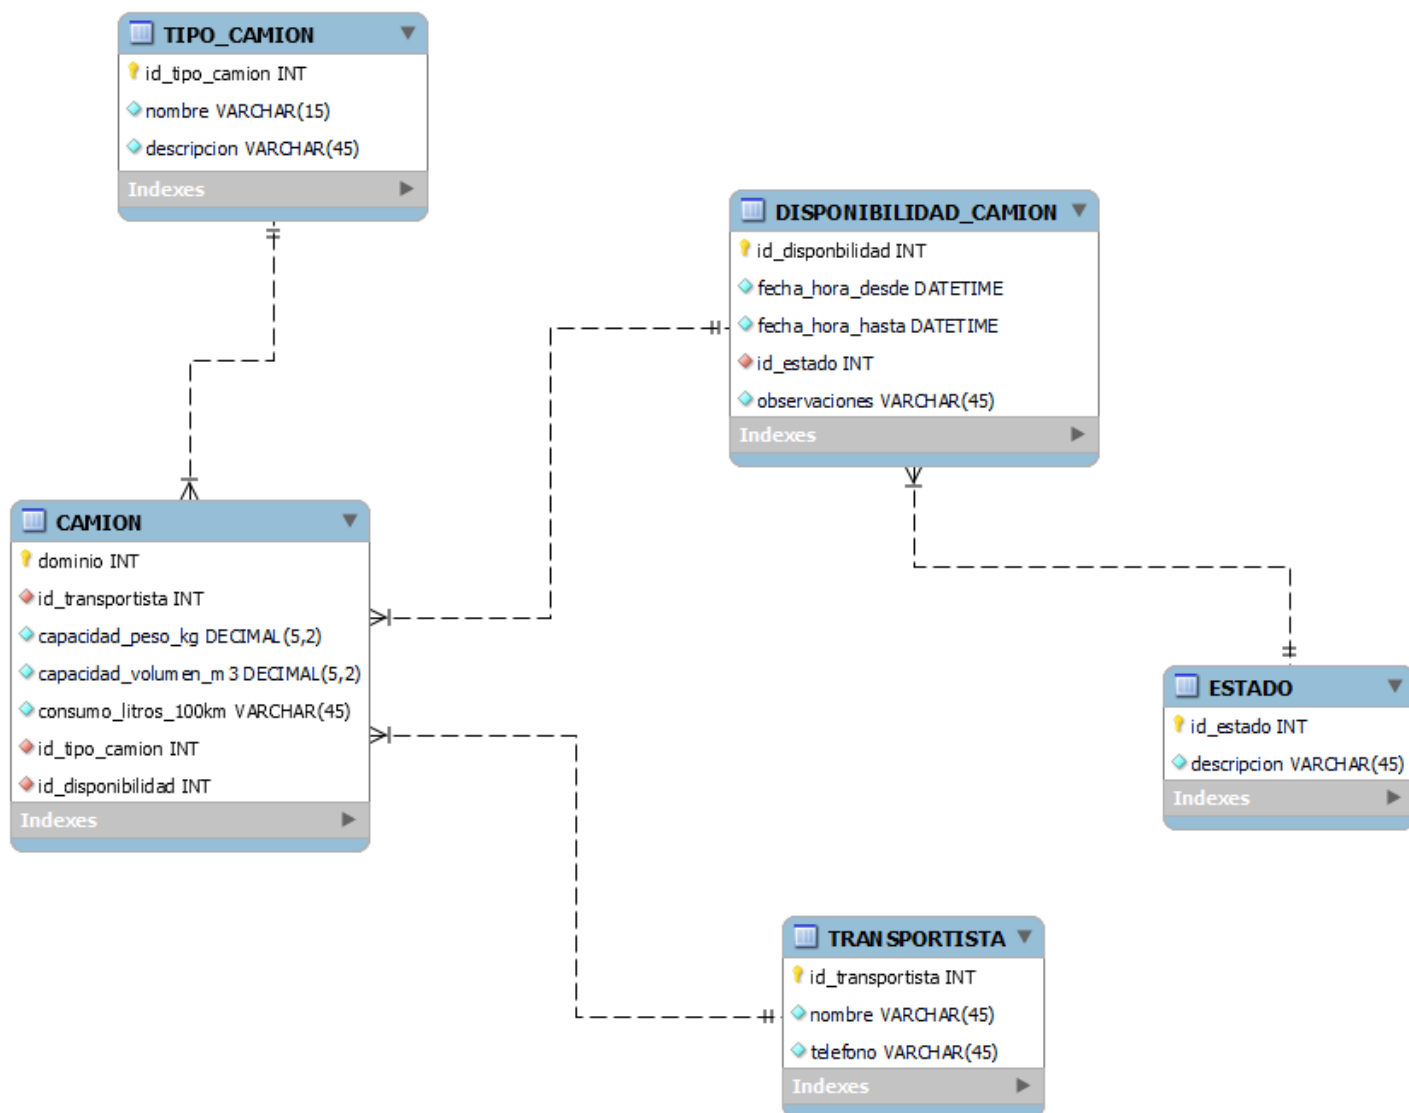 TIPO_CAMION
id_tipo_camion INT
nombre VARCHAR(15)
descripcion VARCHAR(45)
Indexes
DISPONIBILIDAD_CAMION
id_disponbilidad INT
fecha_hora_desde DATETIME
fecha_hora_hasta DATETIME
id_estado INT
observaciones VARCHAR(45)
Indexes
CAMION
dominio INT
id_transportista INT
capacidad_peso_kg DECIMAL(5,2)
capacidad_volumen_m3 DECIMAL(5,2)
consumo_litros_100km VARCHAR(45)
id_tipo_camion INT
id_disponibilidad INT
Indexes
ESTADO
id_estado INT
descripcion VARCHAR(45)
Indexes
TRANSPORTISTA
id_transportista INT
nombre VARCHAR(45)
telefono VARCHAR(45)
Indexes